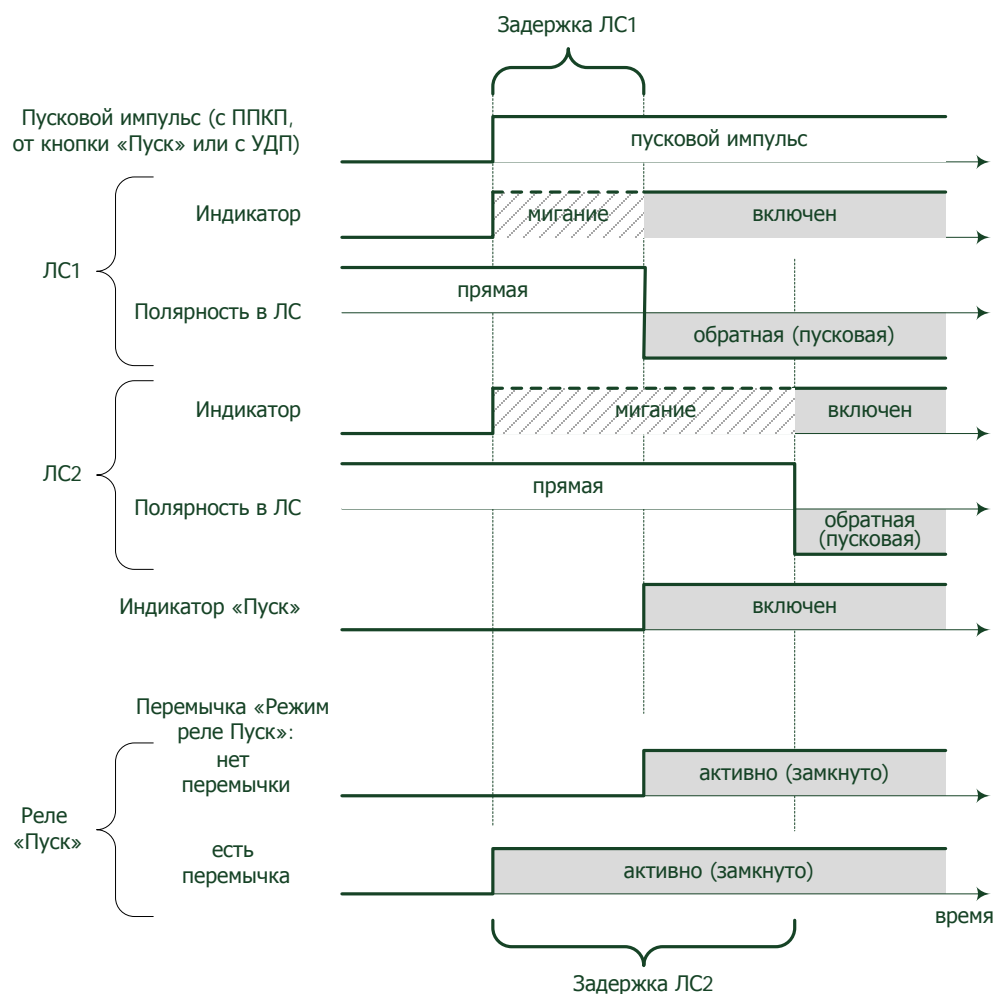 Задержка ЛС1
Пусковой импульс (с ППКП,
от кнопки «Пуск» или с УДП)
пусковой импульс
Индикатор
мигание
включен
ЛС1
прямая
Полярность в ЛС
обратная (пусковая)
Индикатор
мигание
включен
ЛС2
прямая
Полярность в ЛС
обратная
(пусковая)
Индикатор «Пуск»
включен
Перемычка «Режим
реле Пуск»:
нет
перемычки
активно (замкнуто)
Реле
«Пуск»
есть
перемычка
активно (замкнуто)
время
Задержка ЛС2